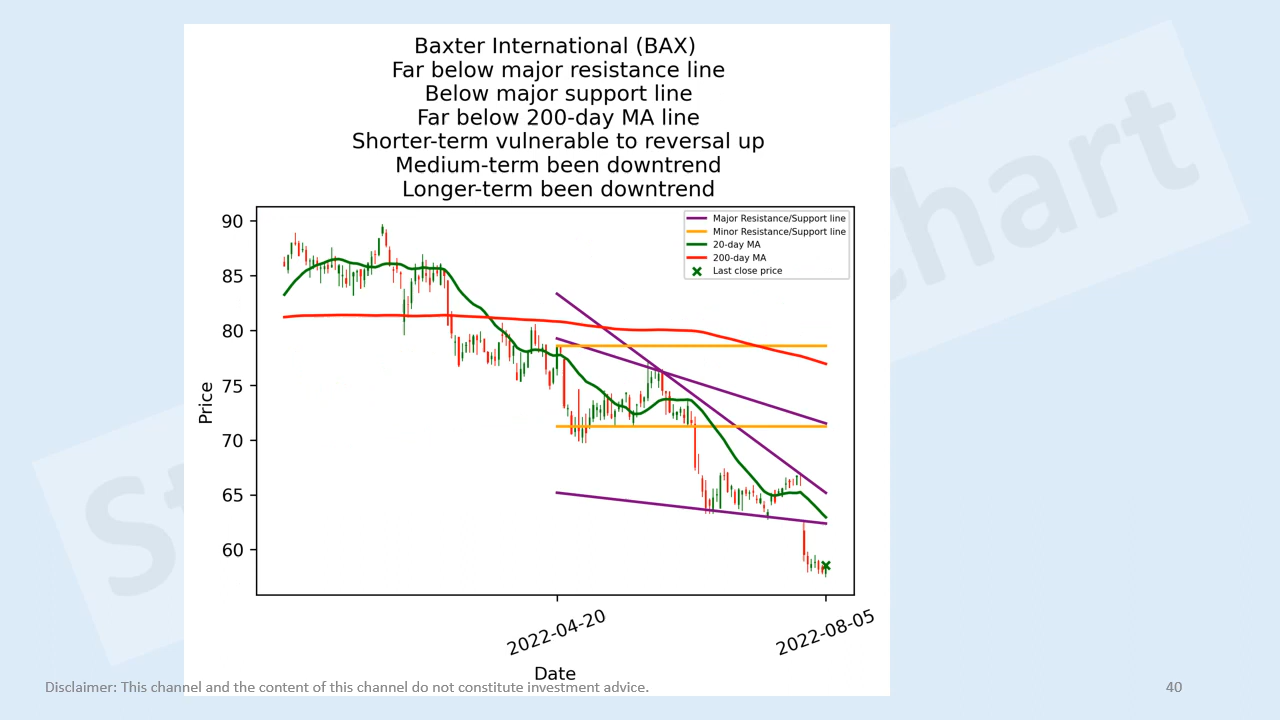 Baxter International (BAX)
Far below major resistance line
Below major support line
Far below 200-day MA line
Shorter-term vulnerable to reversal up
Medium-term been downtrend
Longer-term been downtrend
Major Resistance/Support line
Minor Resistance/Support line
20-day MA
200-day MA
Last close price
90
85
80
75
70
65
60
Price
2022-04-20
2022-08-05
Date
Disclaimer: This channel and the content of this channel do not constitute investment advice.
40